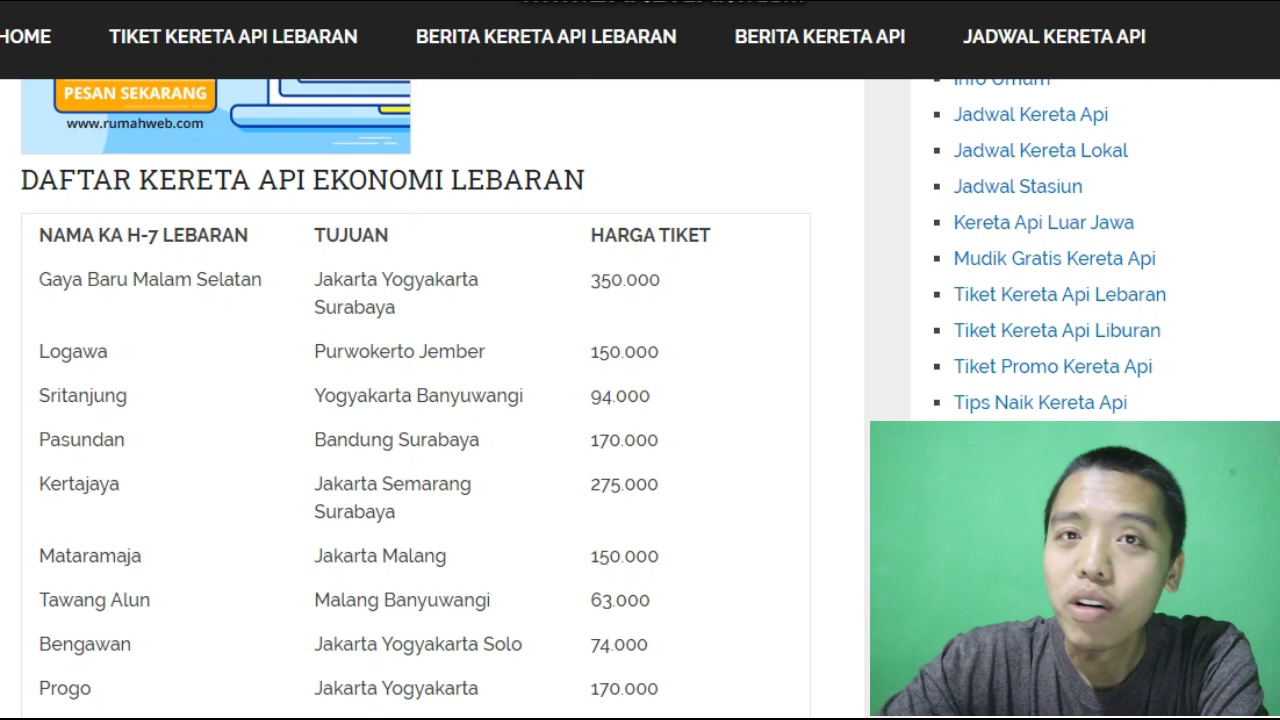 HOME TIKET KERETA API LEBARAN BERITA KERETA API LEBARAN BERITA KERETA API JADWAL KERETA API
PESAN SEKARANG
www.rumahweb.com
DAFTAR KERETA API EKONOMI LEBARAN
NAMA KA H-7 LEBARAN TUJUAN HARGA TIKET
Gaya Baru Malam Selatan Jakarta Yogyakarta 350.000
Surabaya
Logawa Purwokerto Jember 150.000
Sritanjung Yogyakarta Banyuwangi 94.000
Pasundan Bandung Surabaya 170.000
Kertajaya Jakarta Semarang 275.000
Surabaya
Mataramaja Jakarta Malang 150.000
Tawang Alun Malang Banyuwangi 63.000
Bengawan Jakarta Yogyakarta Solo 74.000
Progo Jakarta Yogyakarta 170.000
Info Umum
Jadwal Kereta Api
Jadwal Kereta Lokal
Jadwal Stasiun
Kereta Api Luar Jawa
Mudik Gratis Kereta Api
Tiket Kereta Api Lebaran
Tiket Kereta Api Liburan
Tiket Promo Kereta Api
Tips Naik Kereta Api